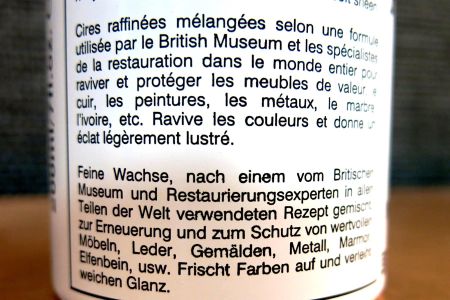 soft sheen
Cires raffinées mélangées selon une formule
utilisée par le British Museum et les spécialistes
de la restauration dans le monde entier pour
raviver et protéger les meubles de valeur, e
cuir, les peintures, les métaux, le marbre
l'ivoire, etc. Ravive les couleurs et donne un
éclat légèrement lustré.
Feine Wachse, nach einem vom Britischen
Museum und Restaurierungsexperten in allen
Teilen der Welt verwendeten Rezept gemischt
zur Erneuerung und zum Schutz von wertvollen
Möbeln, Leder, Gemälden, Metall, Marmor
Elfenbein, usw. Frischt Farben auf und verleiht
weichen Glanz.